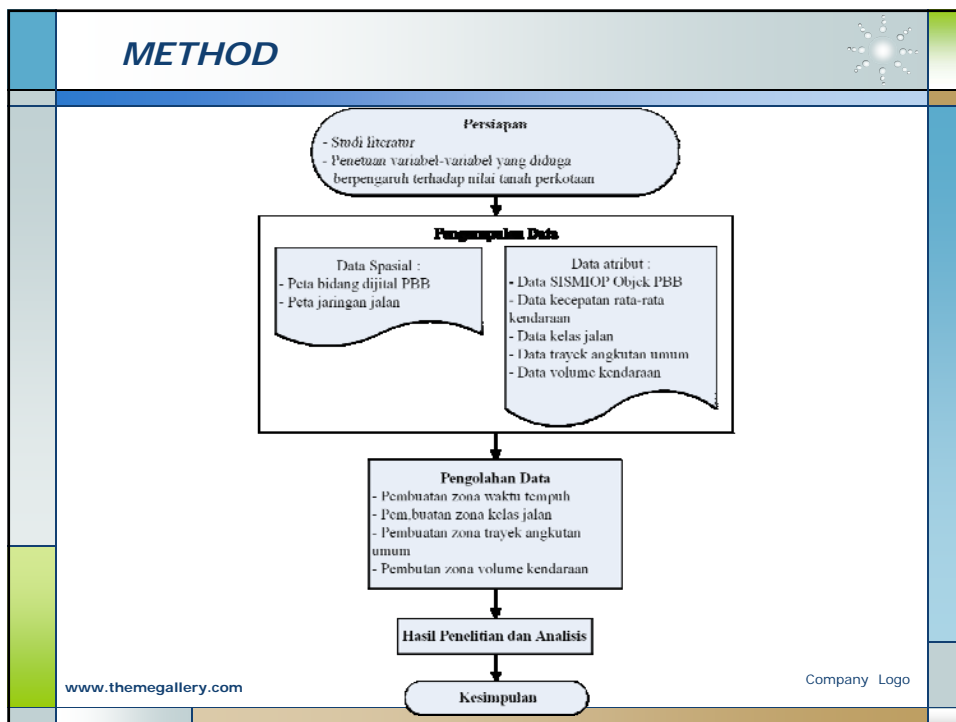 METHOD
Persiapan
- Studi literatur
- Penetuan variabel-variabel yang diduga
berpengaruh terhadap nilai tanah perkotaan
Pengumpulan Data
Data Spasial :
- Peta bidang dijital PBB
- Peta jaringan jalan
Data atribut :
- Data SISMIOP Objek PBB
- Data kecepatan rata-rata
kendaraan
- Data kelas jalan
- Data trayek angkutan umum
- Data volume kendaraan
Pengolahan Data
- Pembuatan zona waktu tempuh
- Pem,buatan zona kelas jalan
- Pembuatan zona trayek angkutan
umum
- Pembutan zona volume kendaraan
Hasil Penelitian dan Analisis
Kesimpulan
www.themegallery.com
Company Logo